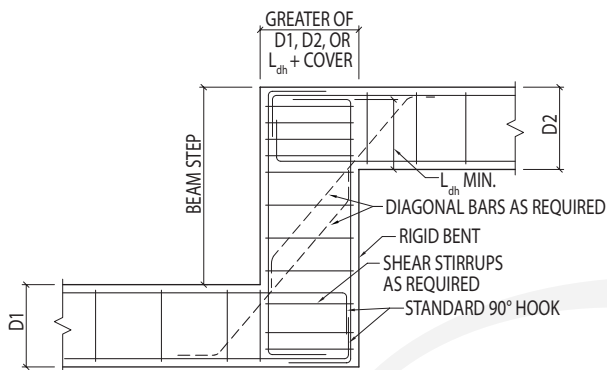 GREATER OF
D1, D2, OR
Ldh + COVER
BEAM STEP
D2
Ldh MIN.
DIAGONAL BARS AS REQUIRED
RIGID BENT
SHEAR STIRRUPS
AS REQUIRED
STANDARD 90° HOOK
D1